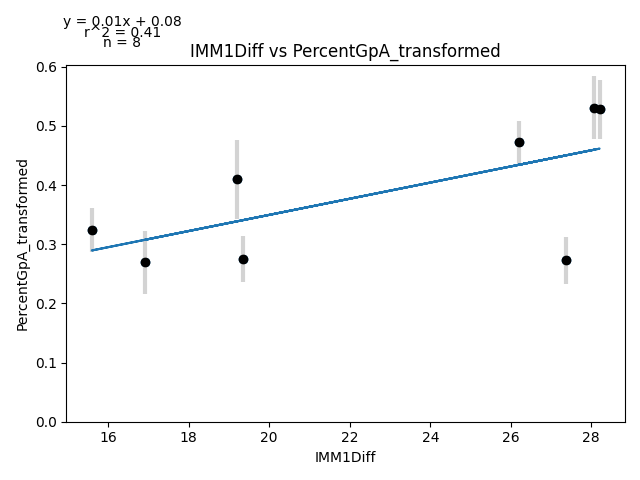 y = 0.01x + 0.08
r^2 = 0.41
n = 8
IMM1Diff vs PercentGpA_transformed
PercentGpA_transformed
0.6
0.5
0.4
0.3
0.2
0.1
0.0
16 18 20 22 24 26 28
IMM1Diff